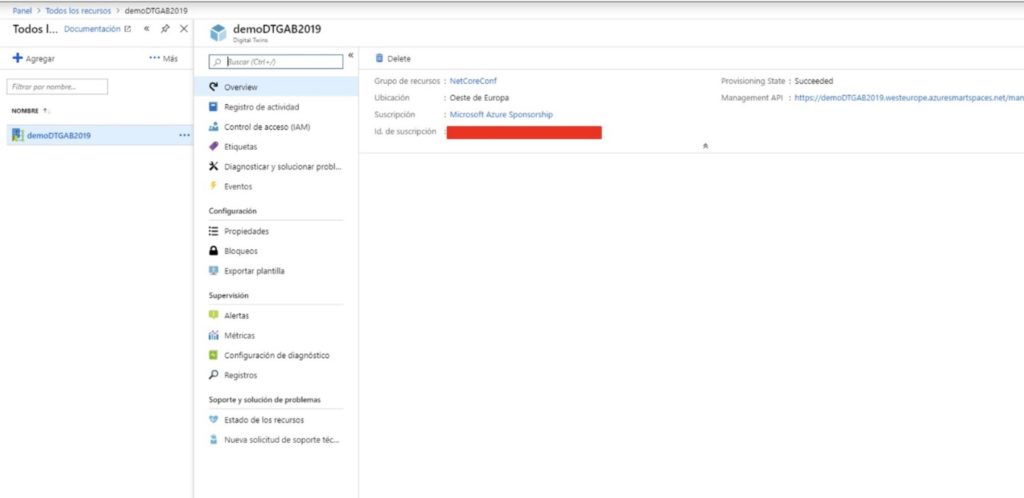 Panel > Todos los recursos > demoDTGAB2019
Todos l... Documentación
Agregar ... Más
Filtrar por nombre...
NOMBRE
demoDTGAB2019 ...
demoDTGAB2019
Digital Twins
Buscar (Ctrl+/)
Overview
Registro de actividad
Control de acceso (IAM)
Etiquetas
Diagnosticar y solucionar probl...
Eventos
Configuración
Propiedades
Bloqueos
Exportar plantilla
Supervisión
Alertas
Métricas
Configuración de diagnóstico
Registros
Soporte y solución de problemas
Estado de los recursos
Nueva solicitud de soporte téc...
Delete
Grupo de recursos : NetCoreConf
Ubicación : Oeste de Europa
Suscripción : Microsoft Azure Sponsorship
Id. de suscripción :
Provisioning State : Succeeded
Management API : https://demoDTGAB2019.westeurope.azuresmartspaces.net/man